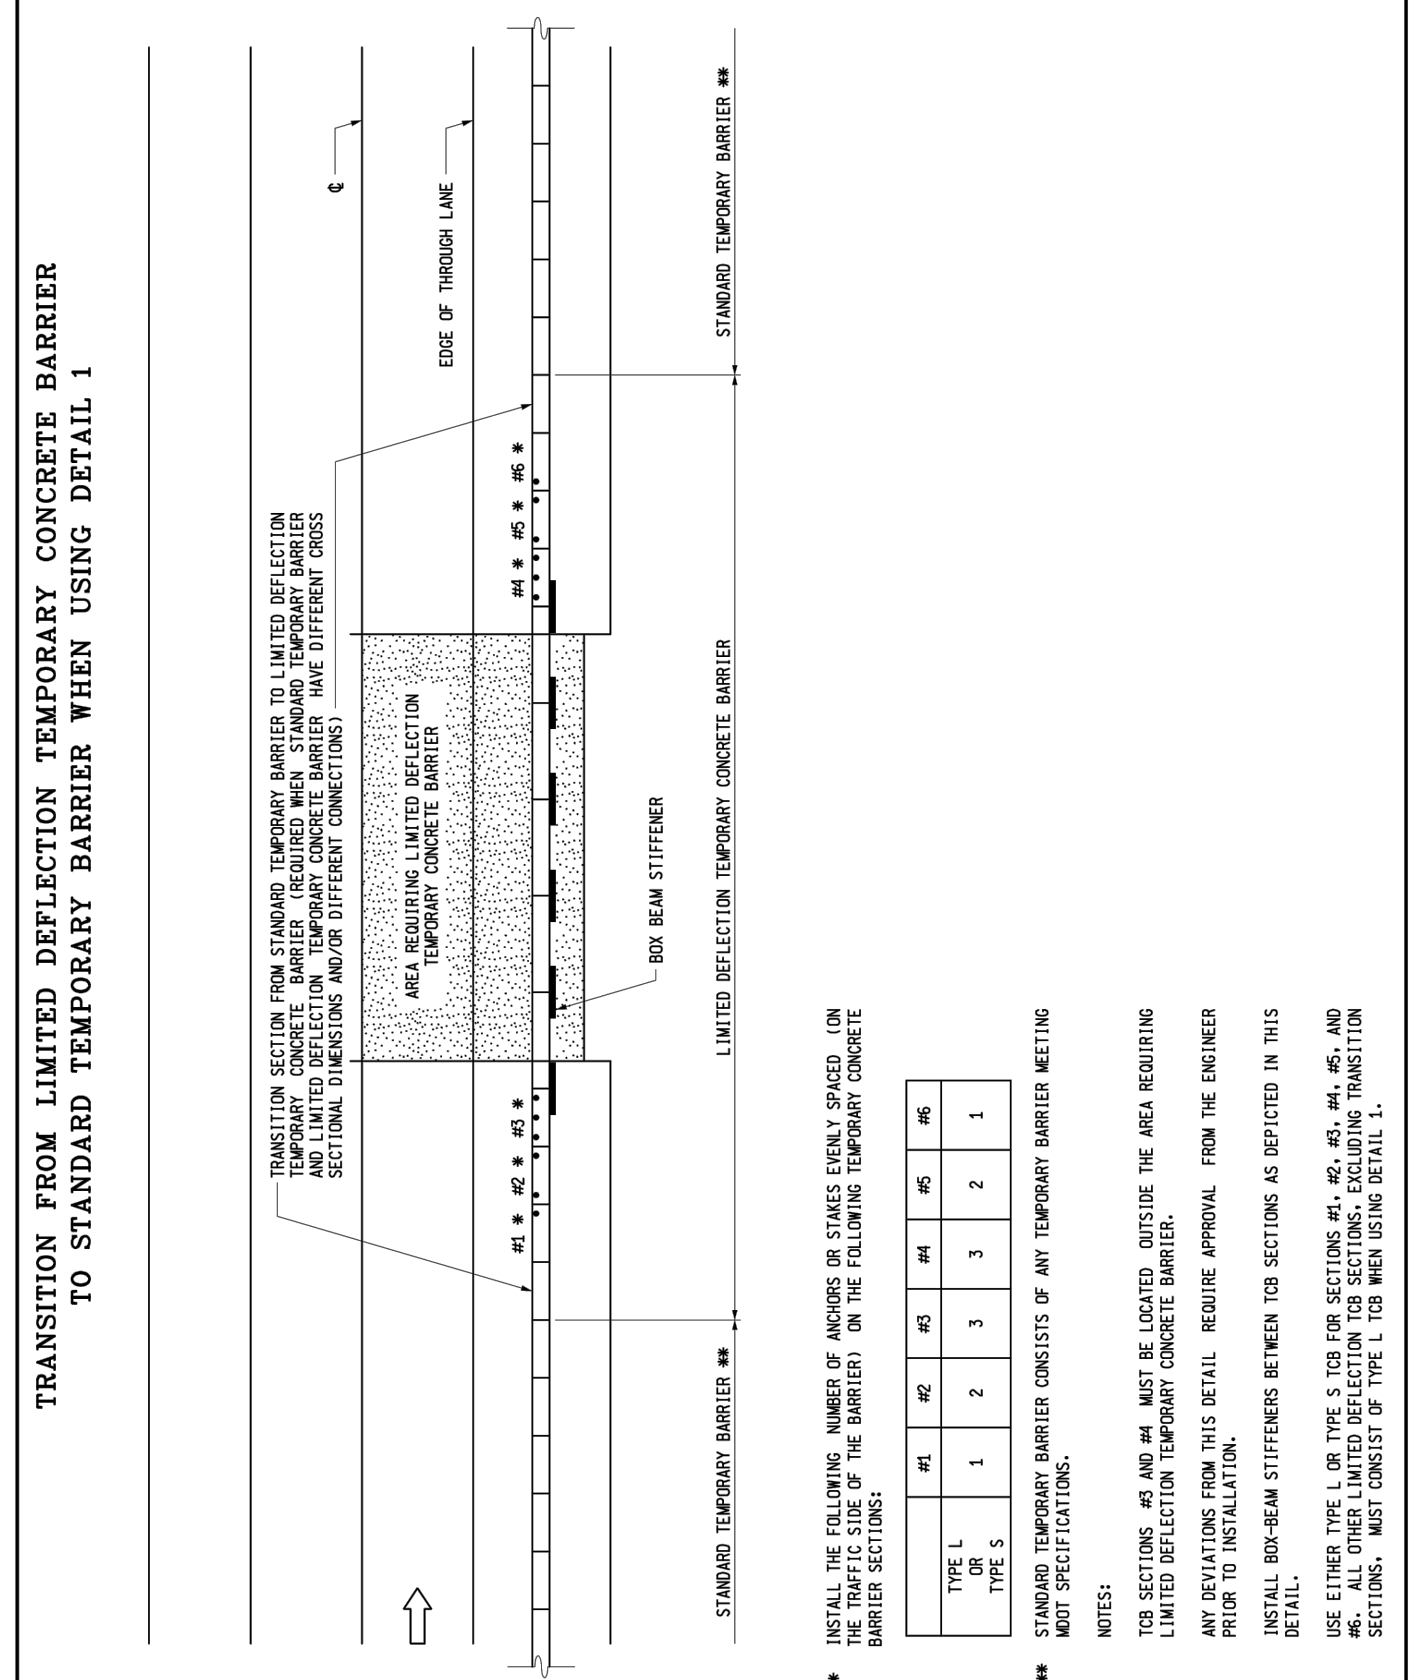 TRANSITION FROM LIMITED DEFLECTION TEMPORARY CONCRETE BARRIER
TO STANDARD TEMPORARY BARRIER WHEN USING DETAIL 1
TRANSITION SECTION FROM STANDARD TEMPORARY BARRIER TO LIMITED DEFLECTION
TEMPORARY CONCRETE BARRIER (REQUIRED WHEN STANDARD TEMPORARY BARRIER
AND LIMITED DEFLECTION TEMPORARY CONCRETE BARRIER HAVE DIFFERENT CROSS
SECTIONAL DIMENSIONS AND/OR DIFFERENT CONNECTIONS)
℄
AREA REQUIRING LIMITED DEFLECTION
TEMPORARY CONCRETE BARRIER
EDGE OF THROUGH LANE
#1 * #2 * #3 * #4 * #5 * #6 *
BOX BEAM STIFFENER
STANDARD TEMPORARY BARRIER **
LIMITED DEFLECTION TEMPORARY CONCRETE BARRIER
STANDARD TEMPORARY BARRIER **
* INSTALL THE FOLLOWING NUMBER OF ANCHORS OR STAKES EVENLY SPACED (ON
THE TRAFFIC SIDE OF THE BARRIER) ON THE FOLLOWING TEMPORARY CONCRETE
BARRIER SECTIONS:
#1 #2 #3 #4 #5 #6
TYPE L
OR
TYPE S
1 2 3 3 2 1
** STANDARD TEMPORARY BARRIER CONSISTS OF ANY TEMPORARY BARRIER MEETING
MDOT SPECIFICATIONS.
NOTES:
TCB SECTIONS #3 AND #4 MUST BE LOCATED OUTSIDE THE AREA REQUIRING
LIMITED DEFLECTION TEMPORARY CONCRETE BARRIER.
ANY DEVIATIONS FROM THIS DETAIL REQUIRE APPROVAL FROM THE ENGINEER
PRIOR TO INSTALLATION.
INSTALL BOX-BEAM STIFFENERS BETWEEN TCB SECTIONS AS DEPICTED IN THIS
DETAIL.
USE EITHER TYPE L OR TYPE S TCB FOR SECTIONS #1, #2, #3, #4, #5, AND
#6. ALL OTHER LIMITED DEFLECTION TCB SECTIONS, EXCLUDING TRANSITION
SECTIONS, MUST CONSIST OF TYPE L TCB WHEN USING DETAIL 1.